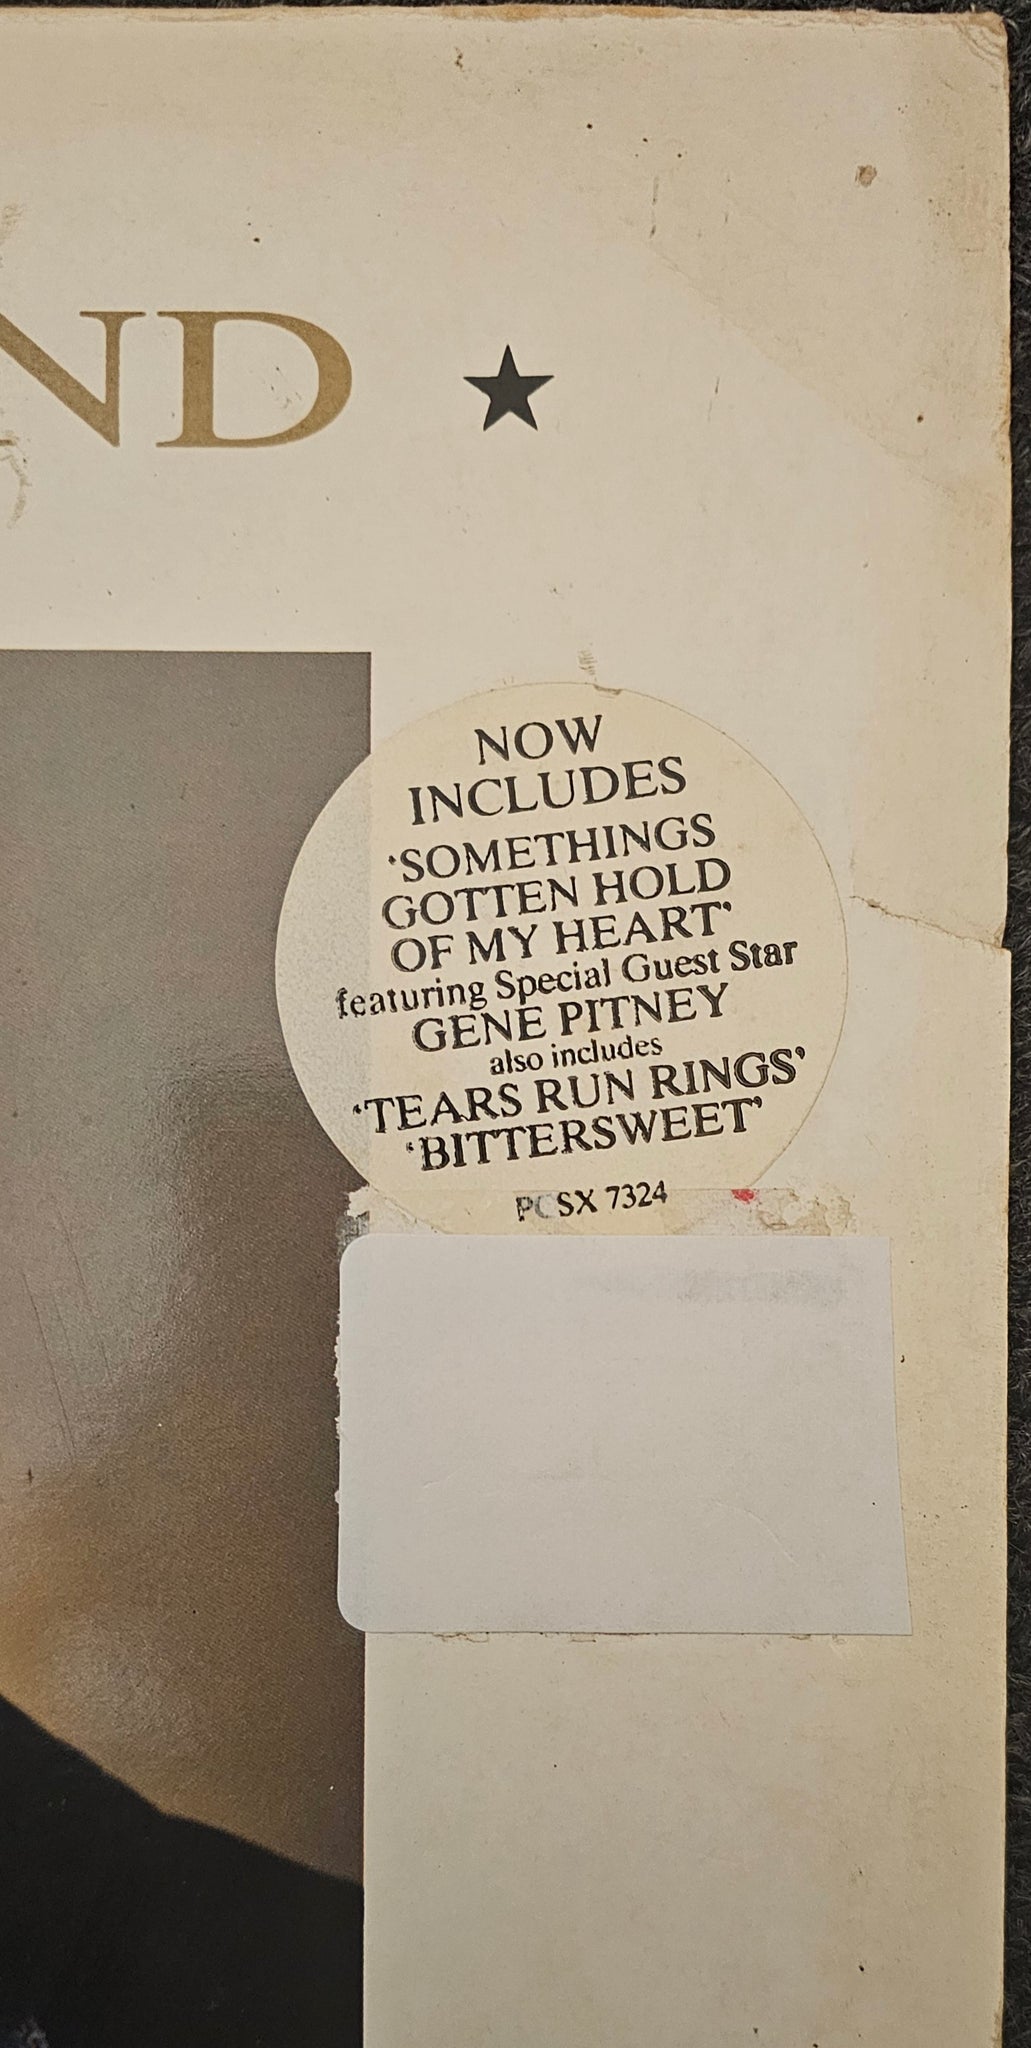 ND ★
NOW
INCLUDES
‘SOMETHINGS
GOTTEN HOLD
OF MY HEART’
featuring Special Guest Star
GENE PITNEY
also includes
‘TEARS RUN RINGS’
‘BITTERSWEET’
PCSX 7324